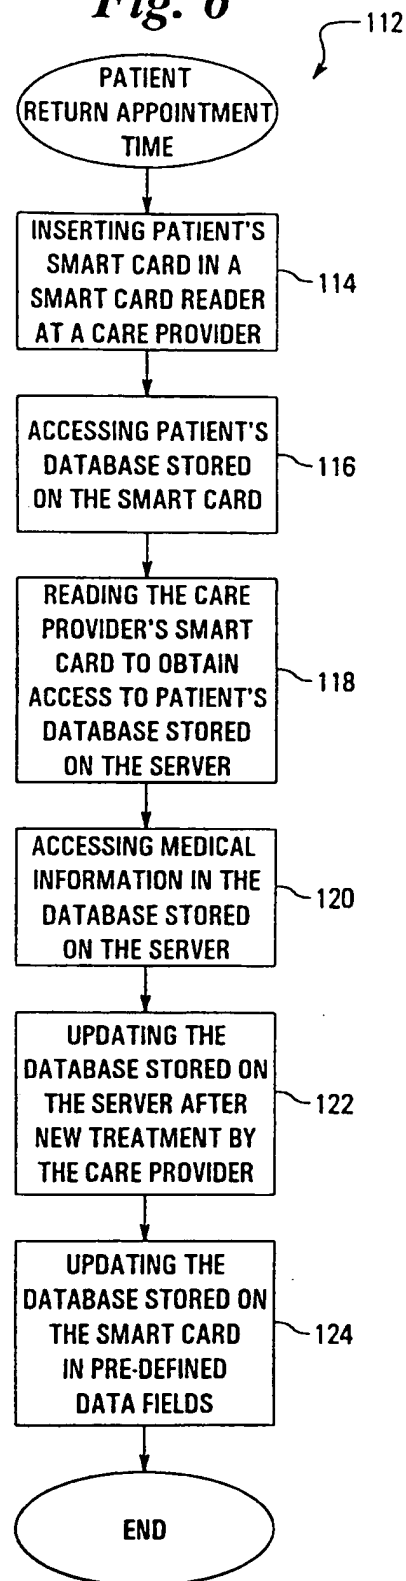 Fig. 6
112
PATIENT
RETURN APPOINTMENT
TIME
INSERTING PATIENT'S
SMART CARD IN A
SMART CARD READER
AT A CARE PROVIDER
114
ACCESSING PATIENT'S
DATABASE STORED
ON THE SMART CARD
116
READING THE CARE
PROVIDER'S SMART
CARD TO OBTAIN
ACCESS TO PATIENT'S
DATABASE STORED
ON THE SERVER
118
ACCESSING MEDICAL
INFORMATION IN THE
DATABASE STORED
ON THE SERVER
120
UPDATING THE
DATABASE STORED ON
THE SERVER AFTER
NEW TREATMENT BY
THE CARE PROVIDER
122
UPDATING THE
DATABASE STORED ON
THE SMART CARD
IN PRE-DEFINED
DATA FIELDS
124
END